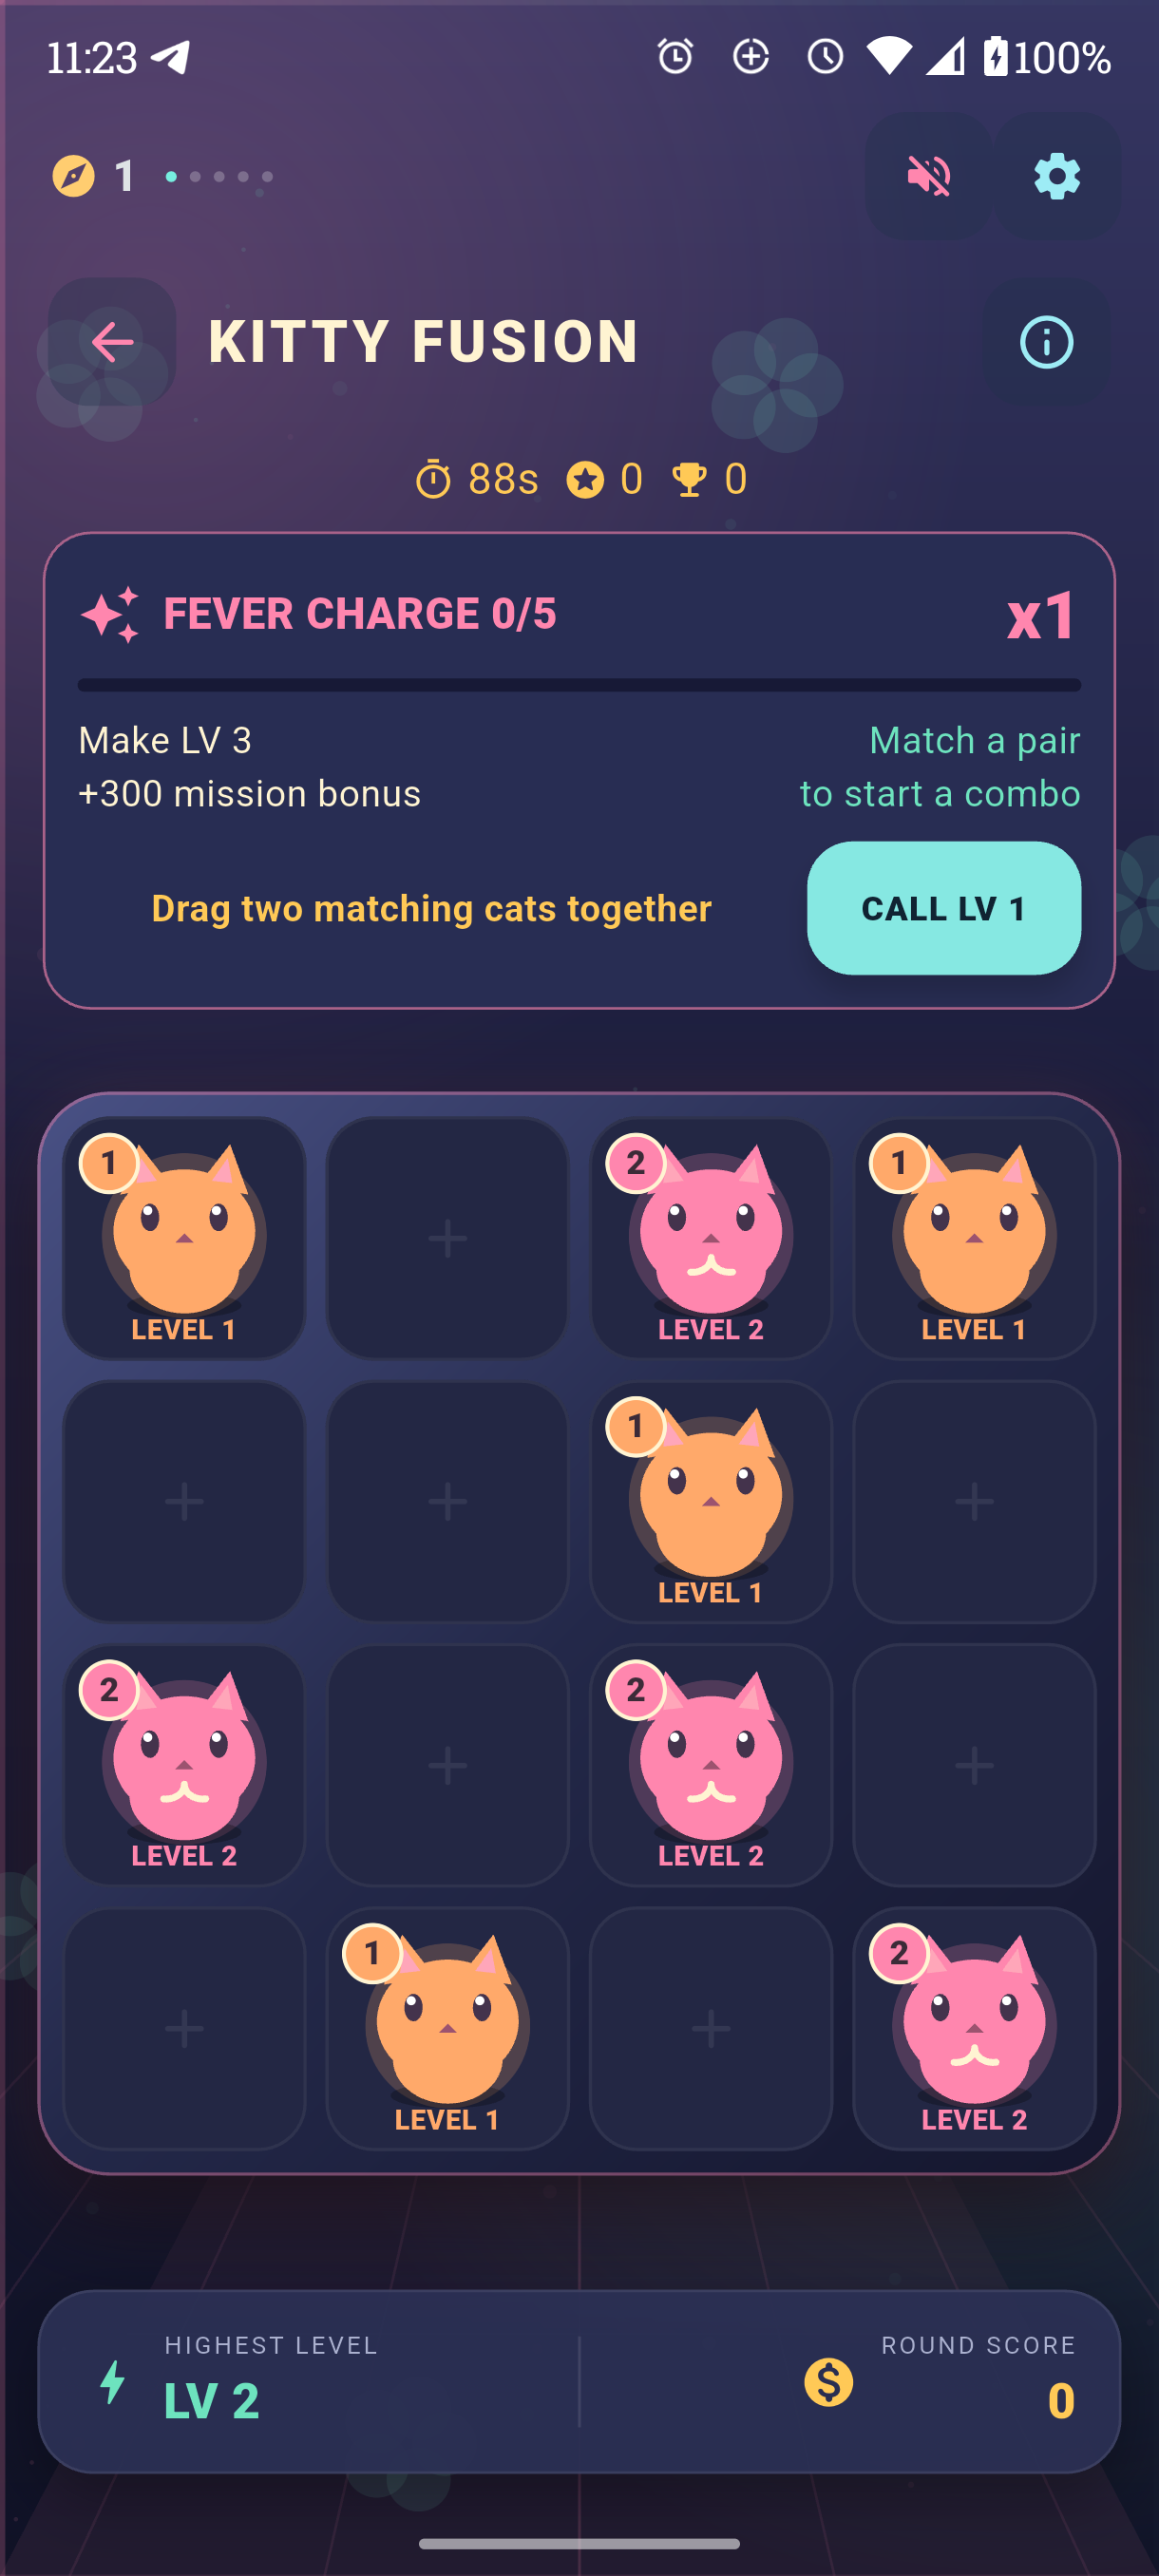 11:23 100%
1
KITTY FUSION
88s 0 0
FEVER CHARGE 0/5 x1
Make LV 3
+300 mission bonus
Match a pair
to start a combo
Drag two matching cats together
CALL LV 1
1 2 1
LEVEL 1 LEVEL 2 LEVEL 1
1
LEVEL 1
2 2
LEVEL 2 LEVEL 2
1 2
LEVEL 1 LEVEL 2
HIGHEST LEVEL
LV 2
ROUND SCORE
0